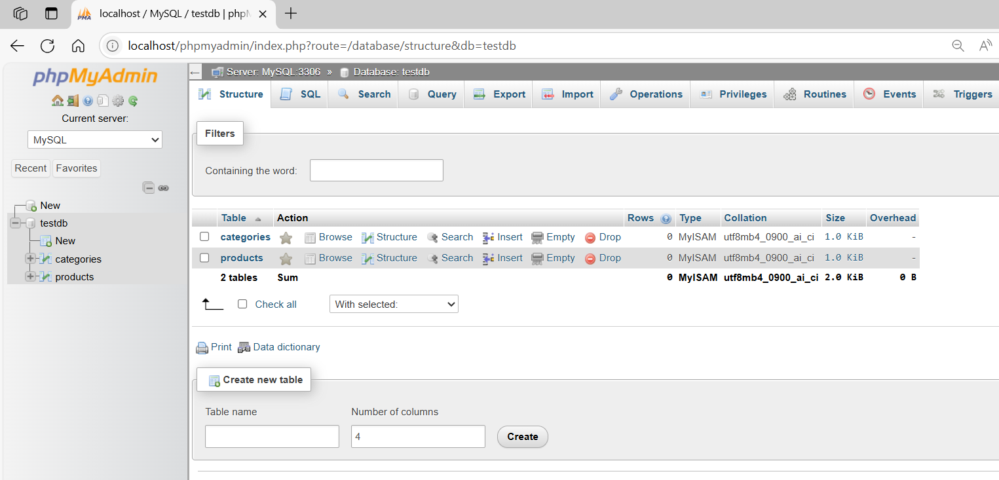 localhost / MySQL / testdb | phpM
localhost/phpmyadmin/index.php?route=/database/structure&db=testdb
phpMyAdmin
Current server:
MySQL
Recent Favorites
New
testdb
New
categories
products
Server: MySQL:3306 » Database: testdb
Structure SQL Search Query Export Import Operations Privileges Routines Events Triggers
Filters
Containing the word:
Table Action Rows Type Collation Size Overhead
categories Browse Structure Search Insert Empty Drop 0 MyISAM utf8mb4_0900_ai_ci 1.0 KiB -
products Browse Structure Search Insert Empty Drop 0 MyISAM utf8mb4_0900_ai_ci 1.0 KiB -
2 tables Sum 0 MyISAM utf8mb4_0900_ai_ci 2.0 KiB 0 B
Check all With selected:
Print Data dictionary
Create new table
Table name Number of columns
4 Create